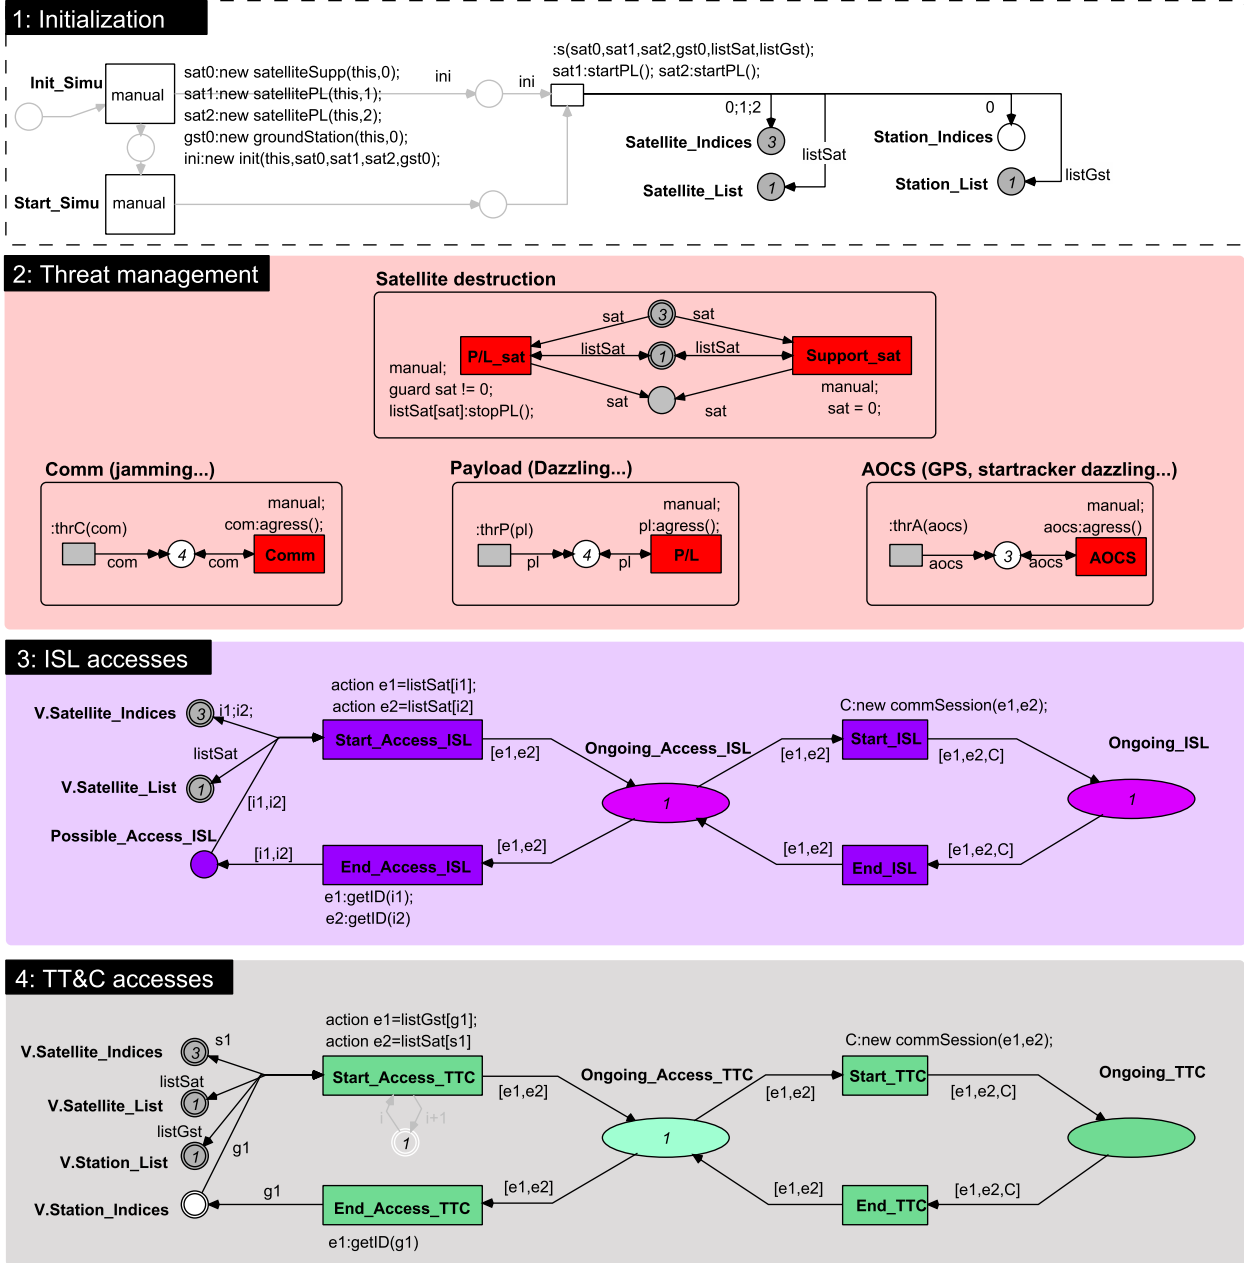 1: Initialization
Init_Simu
manual
sat0:new satelliteSupp(this,0);
sat1:new satellitePL(this,1);
sat2:new satellitePL(this,2);
gst0:new groundStation(this,0);
ini:new init(this,sat0,sat1,sat2,gst0);
ini
ini
:s(sat0,sat1,sat2,gst0,listSat,listGst);
sat1:startPL(); sat2:startPL();
0;1;2
Satellite_Indices
3
listSat
Satellite_List
1
0
Station_Indices
Station_List
1
listGst
Start_Simu
manual
2: Threat management
Satellite destruction
sat
3
sat
P/L_sat
listSat
1
listSat
Support_sat
manual;
guard sat != 0;
listSat[sat]:stopPL();
sat
sat
manual;
sat = 0;
Comm (jamming...)
manual;
:thrC(com)
com:agress();
com
4
com
Comm
Payload (Dazzling...)
manual;
:thrP(pl)
pl:agress();
pl
4
pl
P/L
AOCS (GPS, startracker dazzling...)
manual;
:thrA(aocs)
aocs:agress()
aocs
3
aocs
AOCS
3: ISL accesses
action e1=listSat[i1];
action e2=listSat[i2]
V.Satellite_Indices
3
i1;i2;
Start_Access_ISL
[e1,e2]
Ongoing_Access_ISL
1
[e1,e2]
C:new commSession(e1,e2);
Start_ISL
[e1,e2,C]
Ongoing_ISL
1
listSat
V.Satellite_List
1
[i1,i2]
Possible_Access_ISL
[i1,i2]
End_Access_ISL
[e1,e2]
[e1,e2]
End_ISL
[e1,e2,C]
e1:getID(i1);
e2:getID(i2)
4: TT&C accesses
action e1=listGst[g1];
action e2=listSat[s1]
V.Satellite_Indices
3
s1
Start_Access_TTC
[e1,e2]
Ongoing_Access_TTC
1
[e1,e2]
C:new commSession(e1,e2);
Start_TTC
[e1,e2,C]
Ongoing_TTC
listSat
V.Satellite_List
1
i
i+1
1
listGst
V.Station_List
1
g1
V.Station_Indices
g1
End_Access_TTC
[e1,e2]
[e1,e2]
End_TTC
[e1,e2,C]
e1:getID(g1)